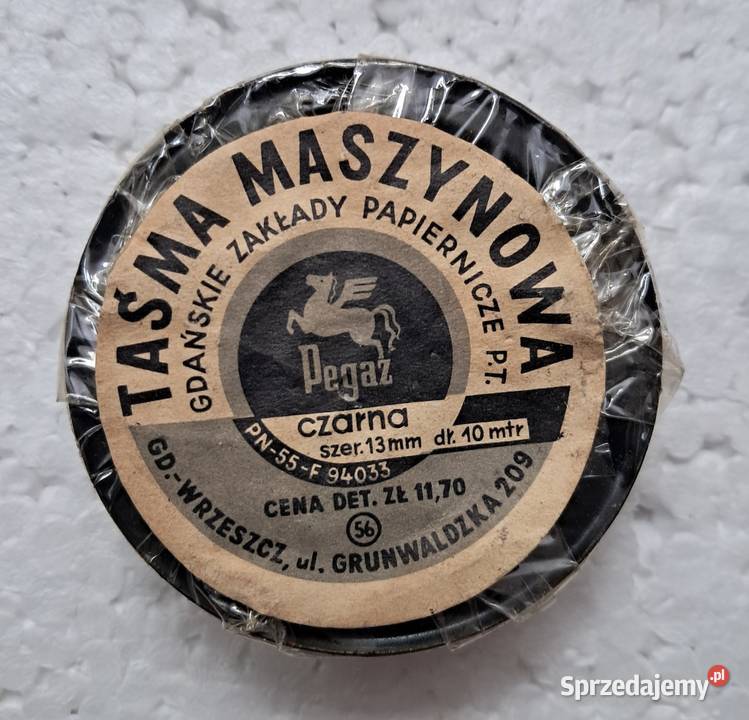 TAŚMA MASZYNOWA
GDAŃSKIE ZAKŁADY PAPIERNICZE P.T.
Pegaz
czarna
szer. 13 mm dł. 10 mtr
PN-55-F 94033
CENA DET. ZŁ 11,70
56
GD.-WRZESZCZ, ul. GRUNWALDZKA 209
Sprzedajemy.pl